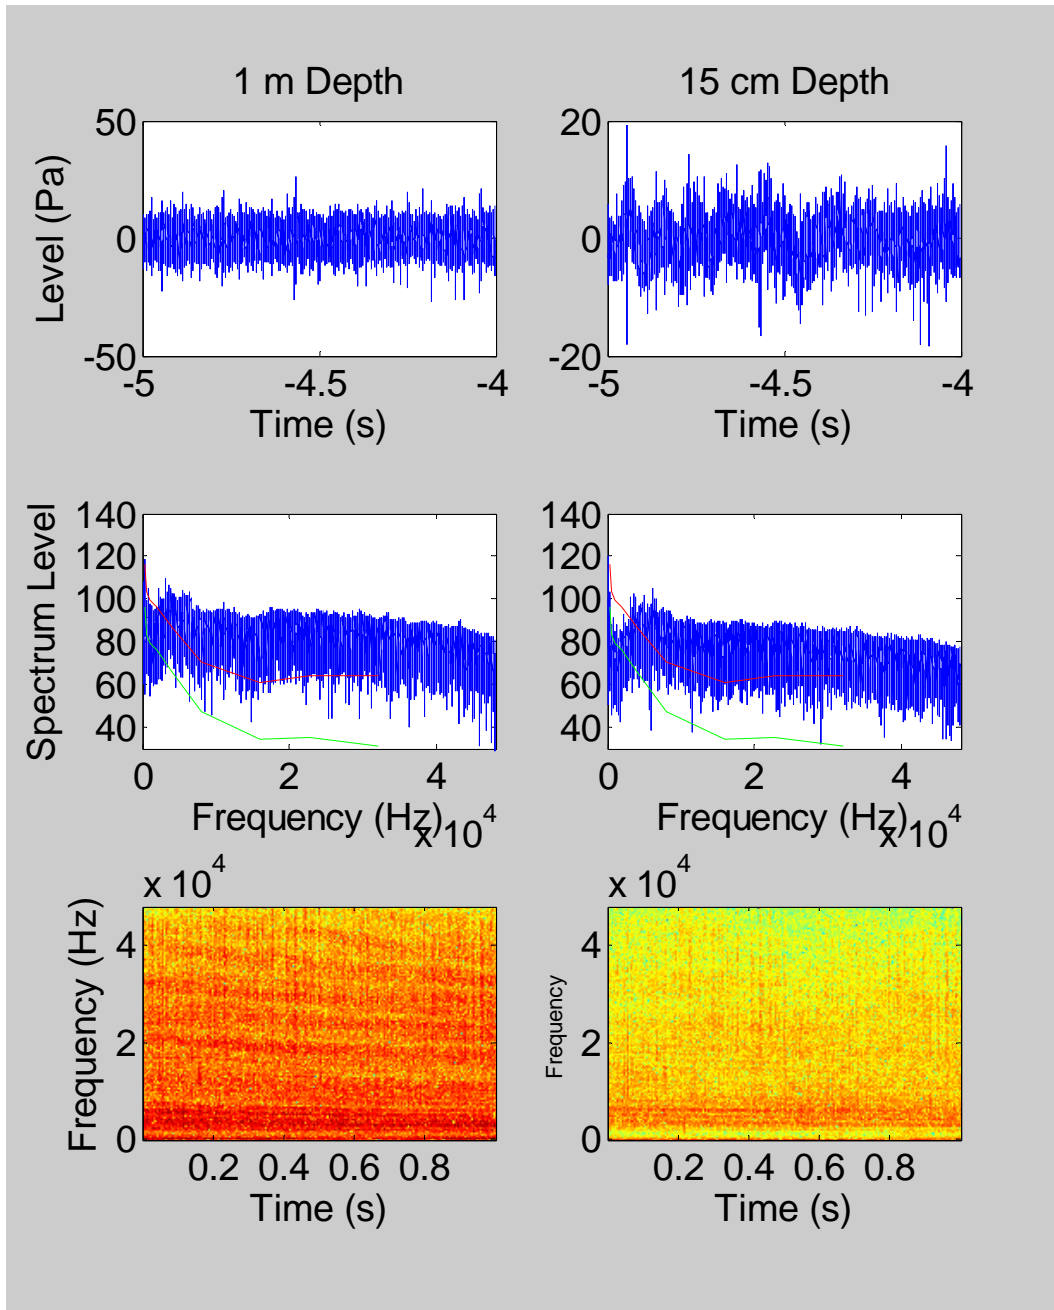 1 m Depth 15 cm Depth
50 20
Level (Pa)
0 0
-50 -20
-5 -4.5 -4 -5 -4.5 -4
Time (s) Time (s)
140 140
120 120
Spectrum Level
100 100
80 80
60 60
40 40
0 2 4 0 2 4
Frequency (Hz) x 10^4 Frequency (Hz) x 10^4
x 10^4 x 10^4
4 4
Frequency (Hz) Frequency
2 2
0 0
0.2 0.4 0.6 0.8 0.2 0.4 0.6 0.8
Time (s) Time (s)